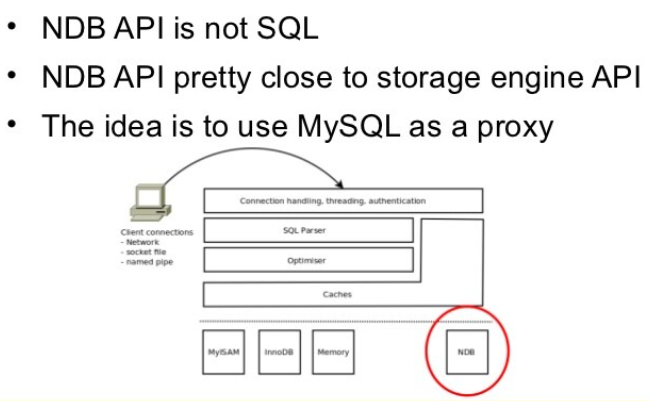 • NDB API is not SQL
• NDB API pretty close to storage engine API
• The idea is to use MySQL as a proxy
Connection handling, threading, authentication
Client connections
- Network
- socket file
- named pipe
SQL Parser
Optimiser
Caches
MyISAM
InnoDB
Memory
NDB